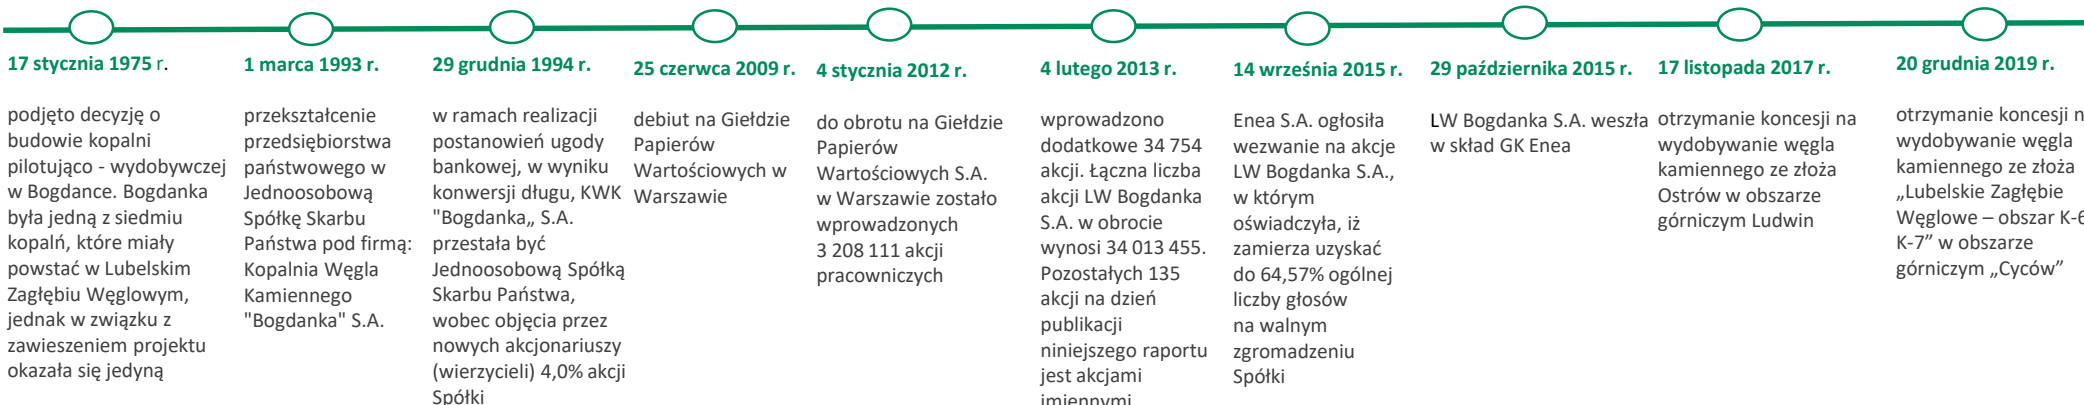 17 stycznia 1975 r.
podjęto decyzję o
budowie kopalni
pilotująco - wydobywczej
w Bogdance. Bogdanka
była jedną z siedmiu
kopalń, które miały
powstać w Lubelskim
Zagłębiu Węglowym,
jednak w związku z
zawieszeniem projektu
okazała się jedyną
1 marca 1993 r.
przekształcenie
przedsiębiorstwa
państwowego w
Jednoosobową
Spółkę Skarbu
Państwa pod firmą:
Kopalnia Węgla
Kamiennego
"Bogdanka" S.A.
29 grudnia 1994 r.
w ramach realizacji
postanowień ugody
bankowej, w wyniku
konwersji długu, KWK
"Bogdanka„ S.A.
przestała być
Jednoosobową Spółką
Skarbu Państwa,
wobec objęcia przez
nowych akcjonariuszy
(wierzycieli) 4,0% akcji
Spółki
25 czerwca 2009 r.
debiut na Giełdzie
Papierów
Wartościowych w
Warszawie
4 stycznia 2012 r.
do obrotu na Giełdzie
Papierów
Wartościowych S.A.
w Warszawie zostało
wprowadzonych
3 208 111 akcji
pracowniczych
4 lutego 2013 r.
wprowadzono
dodatkowe 34 754
akcji. Łączna liczba
akcji LW Bogdanka
S.A. w obrocie
wynosi 34 013 455.
Pozostałych 135
akcji na dzień
publikacji
niniejszego raportu
jest akcjami
imiennymi
14 września 2015 r.
Enea S.A. ogłosiła
wezwanie na akcje
LW Bogdanka S.A.,
w którym
oświadczyła, iż
zamierza uzyskać
do 64,57% ogólnej
liczby głosów
na walnym
zgromadzeniu
Spółki
29 października 2015 r.
LW Bogdanka S.A. weszła
w skład GK Enea
17 listopada 2017 r.
otrzymanie koncesji na
wydobywanie węgla
kamiennego ze złoża
Ostrów w obszarze
górniczym Ludwin
20 grudnia 2019 r.
otrzymanie koncesji n
wydobywanie węgla
kamiennego ze złoża
„Lubelskie Zagłębie
Węglowe – obszar K-6
K-7” w obszarze
górniczym „Cyców”